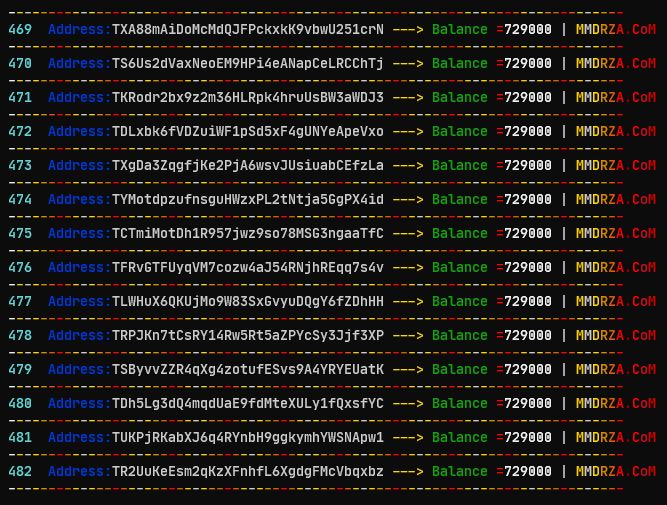 469 Address:TXA88mAiDoMcMdQJFPckxkK9vbwU251crN ---> Balance =729000 | MMDRZA.CoM
470 Address:TS6Us2dVaxNeoEM9HPi4eANapCeLRCChTj ---> Balance =729000 | MMDRZA.CoM
471 Address:TKRodr2bx9z2m36HLRpk4hruUsBW3aWDJ3 ---> Balance =729000 | MMDRZA.CoM
472 Address:TDLxbk6fVDZuiWF1pSd5xF4gUNYeApeVxo ---> Balance =729000 | MMDRZA.CoM
473 Address:TXgDa3ZqgfjKe2PjA6wsvJUsiuabCEfzLa ---> Balance =729000 | MMDRZA.CoM
474 Address:TYMotdpzufnsguHWzxPL2tNtja5GgPX4id ---> Balance =729000 | MMDRZA.CoM
475 Address:TCTmiMotDh1R957jwz9so78MSG3ngaaTfC ---> Balance =729000 | MMDRZA.CoM
476 Address:TFRvGTFUyqVM7cozw4aJ54RNjhREqq7s4v ---> Balance =729000 | MMDRZA.CoM
477 Address:TLWHuX6QKUjMo9W83SxGvyuDQgY6fZDhHH ---> Balance =729000 | MMDRZA.CoM
478 Address:TRPJKn7tCsRY14Rw5Rt5aZPYcSy3Jjf3XP ---> Balance =729000 | MMDRZA.CoM
479 Address:TSByvvZZR4qXg4zotufESvs9A4YRYEUatK ---> Balance =729000 | MMDRZA.CoM
480 Address:TDh5Lg3dQ4mqdUaE9fdMteXULy1fQxsfYC ---> Balance =729000 | MMDRZA.CoM
481 Address:TUKPjRKabXJ6q4RYnbH9ggkymhYWSNApw1 ---> Balance =729000 | MMDRZA.CoM
482 Address:TR2UuKeEsm2qKzXFnhfL6XgdgFMcVbqxbz ---> Balance =729000 | MMDRZA.CoM